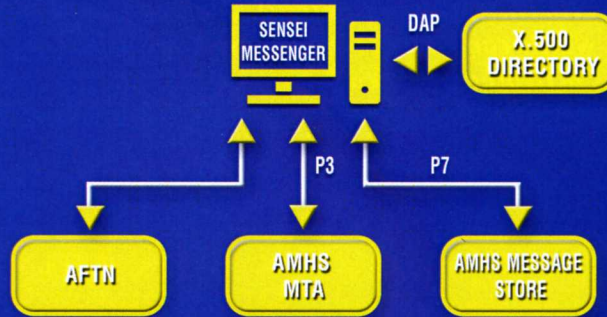 SENSEI
MESSENGER
DAP
X.500
DIRECTORY
P3
P7
AFTN
AMHS
MTA
AMHS MESSAGE
STORE